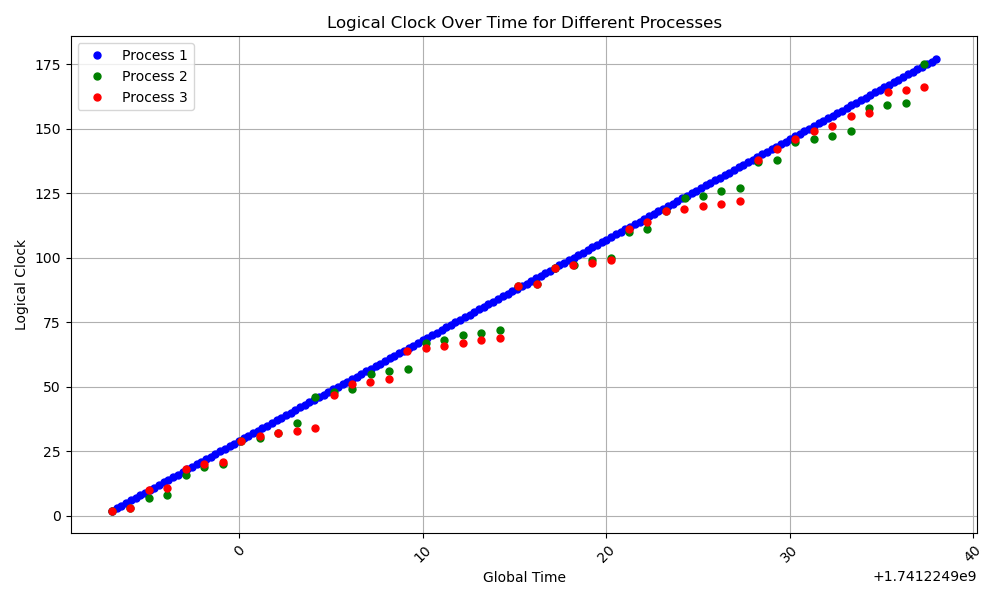 Logical Clock Over Time for Different Processes
Process 1
Process 2
Process 3
Logical Clock
175
150
125
100
75
50
25
0
0
10
20
30
40
Global Time
+1.7412249e9